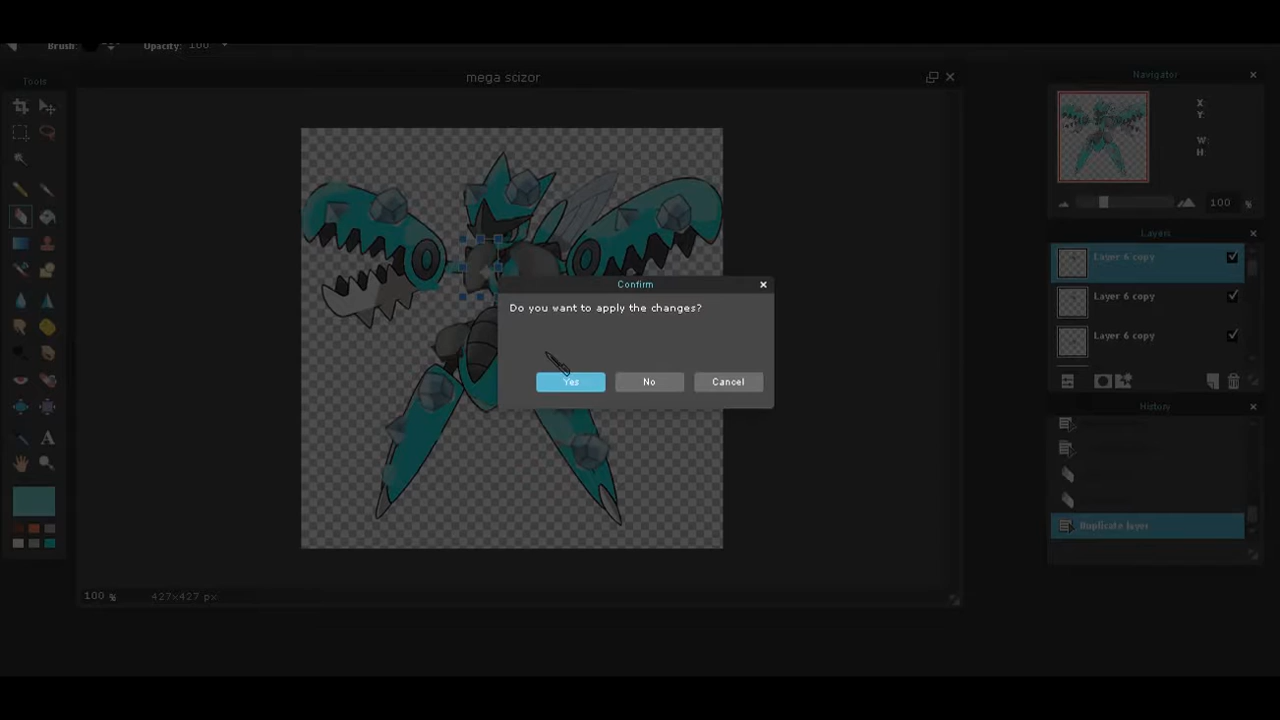 Brush:
Opacity: 100
Tools
mega scizor
Navigator
X:
Y:
W:
H:
100 %
Layers
Layer 6 copy
Layer 6 copy
Layer 6 copy
Confirm
Do you want to apply the changes?
Yes
No
Cancel
History
Duplicate layer
A
100 %
427x427 px